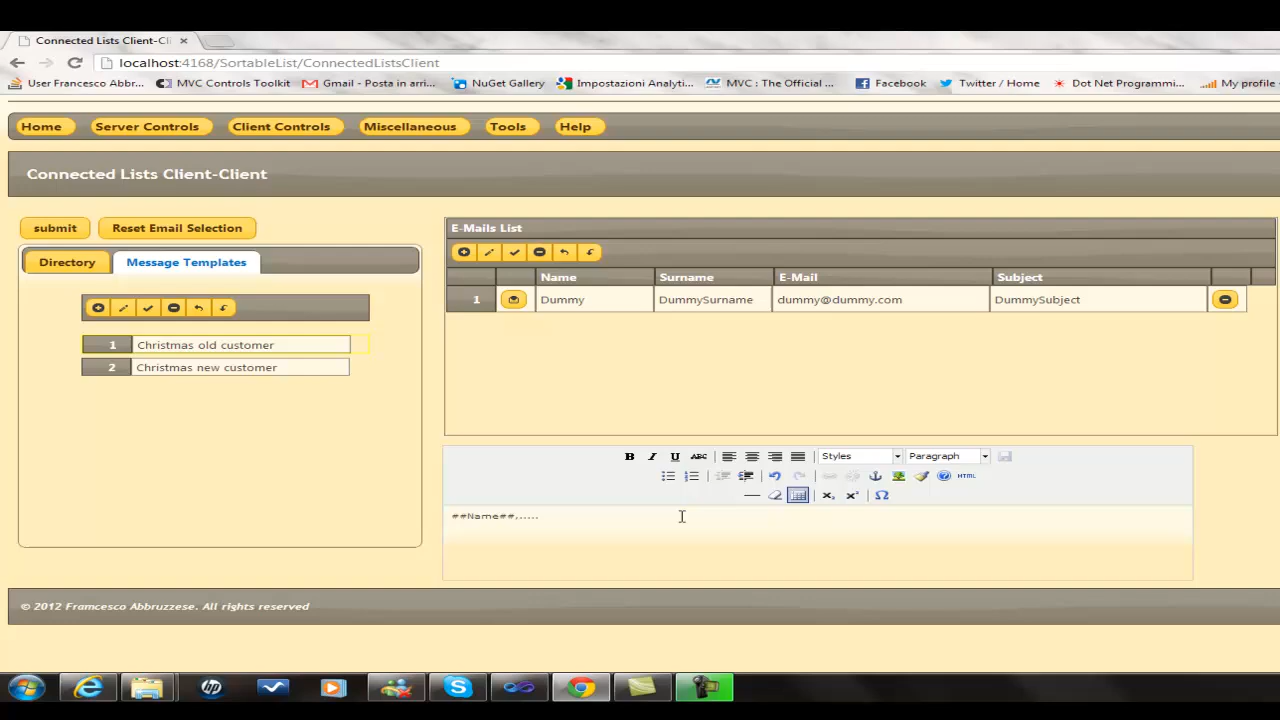 Connected Lists Client-Cli
localhost:4168/SortableList/ConnectedListsClient
User Francesco Abbr... MVC Controls Toolkit Gmail - Posta in arri... NuGet Gallery Impostazioni Analyti... MVC : The Official ... Facebook Twitter / Home Dot Net Programmi... My profile
Home Server Controls Client Controls Miscellaneous Tools Help
Connected Lists Client-Client
submit Reset Email Selection
Directory Message Templates
1 Christmas old customer
2 Christmas new customer
E-Mails List
Name Surname E-Mail Subject
1 Dummy DummySurname dummy@dummy.com DummySubject
B I U ABC Styles Paragraph
HTML
x₂ x² Ω
##Name##,.....
© 2012 Framcesco Abbruzzese. All rights reserved